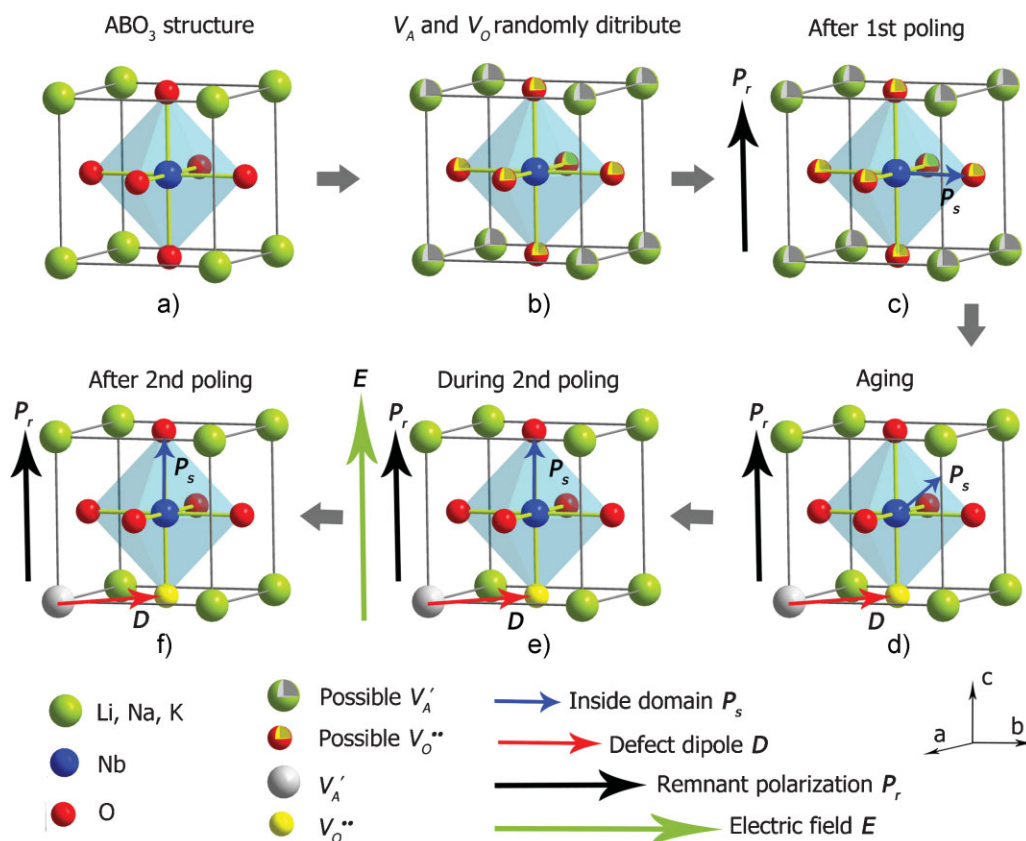 ABO3 structure
VA and VO randomly ditribute
After 1st poling
Pr
Ps
a)
b)
c)
After 2nd poling
E
During 2nd poling
Aging
Pr
Ps
D
Pr
Ps
D
Pr
Ps
D
f)
e)
d)
Li, Na, K
Nb
O
Possible VA′
Possible VO••
VA′
VO••
Inside domain Ps
Defect dipole D
Remnant polarization Pr
Electric field E
c
a
b